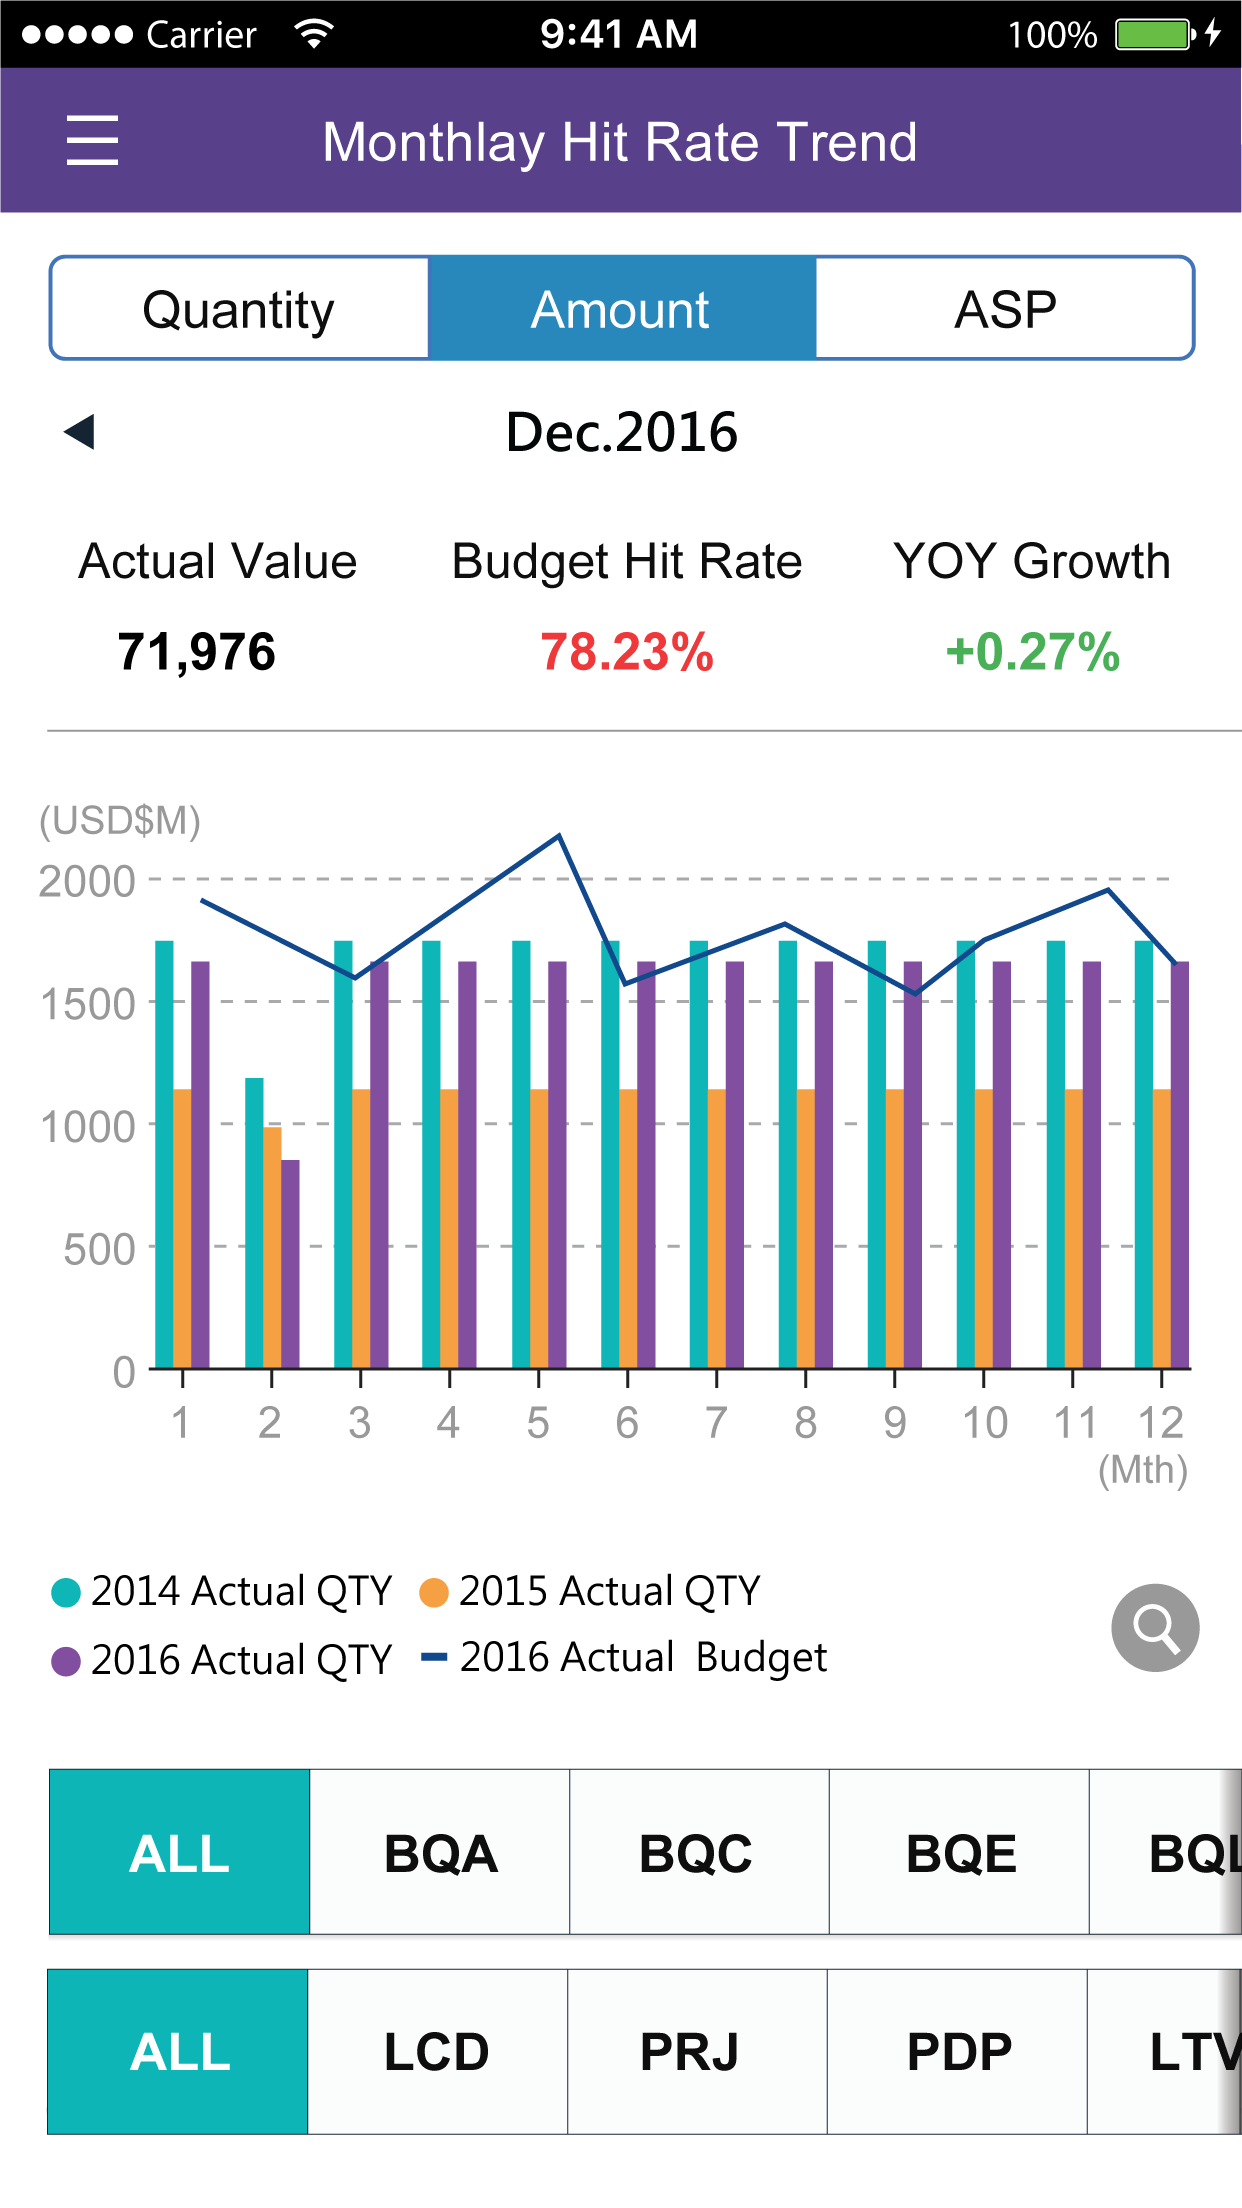 Carrier 9:41 AM 100%
Monthlay Hit Rate Trend
Quantity Amount ASP
Dec.2016
Actual Value Budget Hit Rate YOY Growth
71,976 78.23% +0.27%
(USD$M)
2000
1500
1000
500
0
1 2 3 4 5 6 7 8 9 10 11 12
(Mth)
2014 Actual QTY 2015 Actual QTY
2016 Actual QTY 2016 Actual Budget
ALL BQA BQC BQE BQL
ALL LCD PRJ PDP LTV